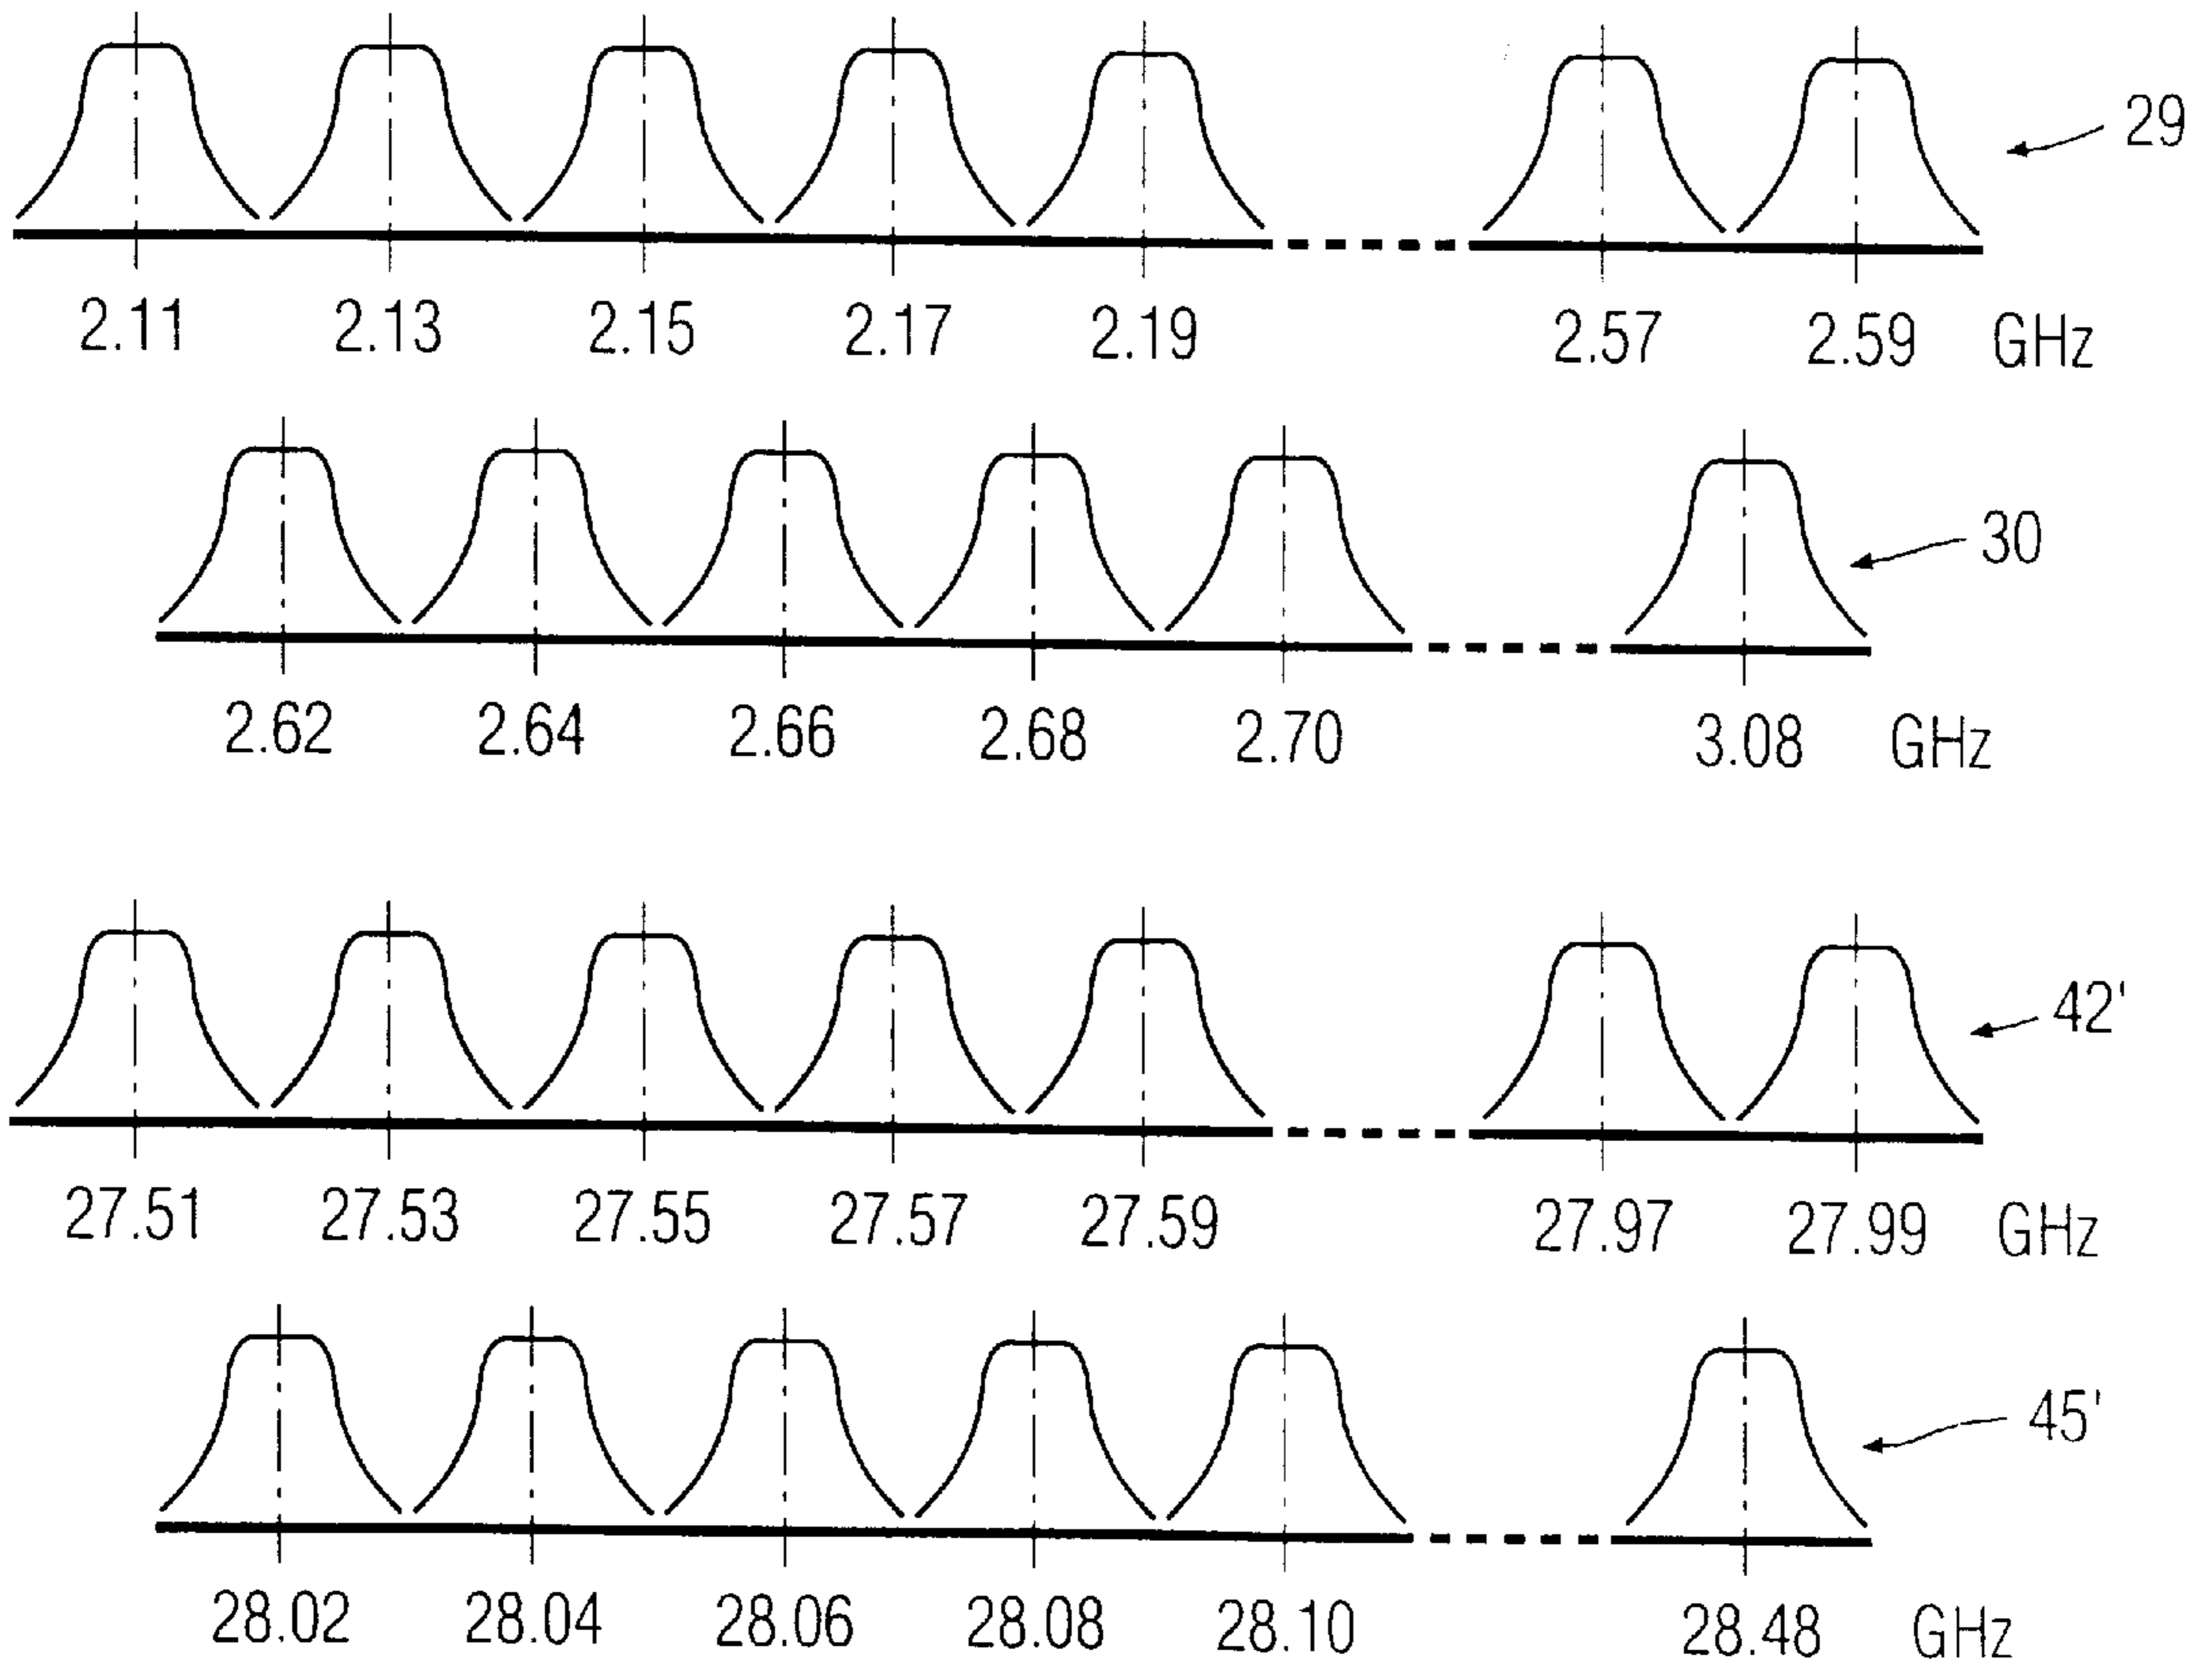 29
2.11 2.13 2.15 2.17 2.19 2.57 2.59 GHz
30
2.62 2.64 2.66 2.68 2.70 3.08 GHz
42'
27.51 27.53 27.55 27.57 27.59 27.97 27.99 GHz
45'
28.02 28.04 28.06 28.08 28.10 28.48 GHz